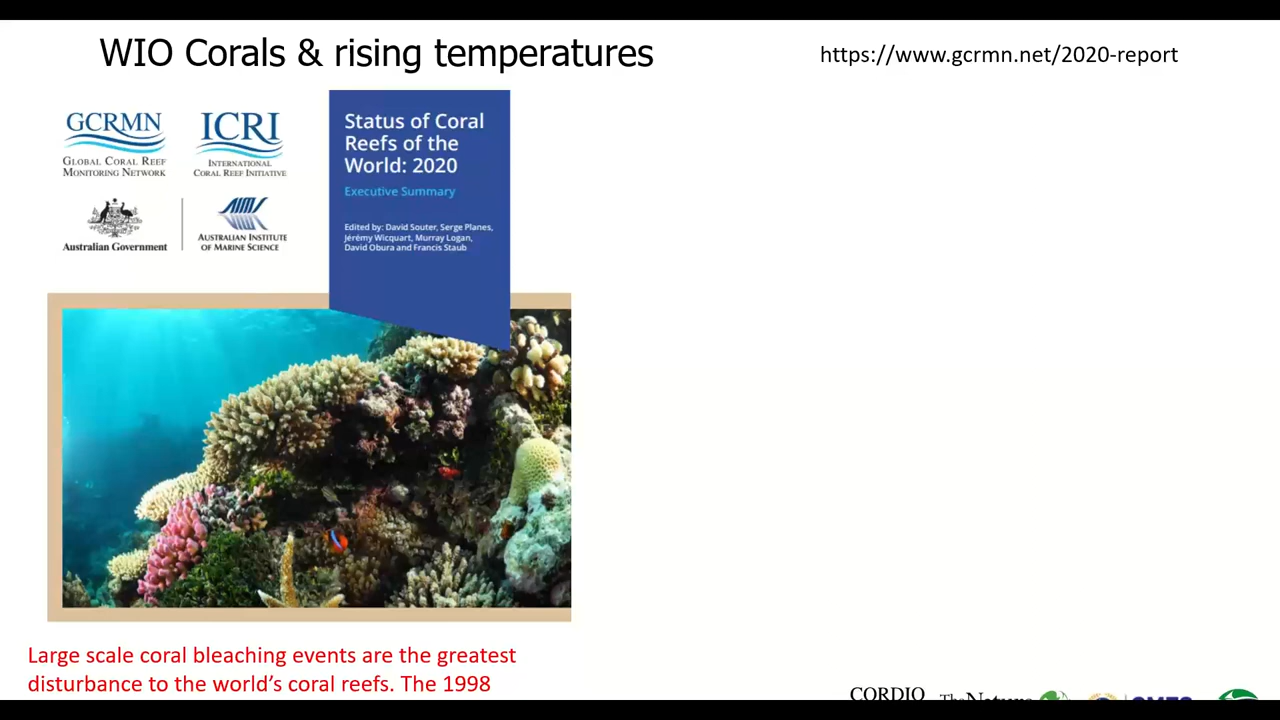 WIO Corals & rising temperatures
https://www.gcrmn.net/2020-report
GCRMN
GLOBAL CORAL REEF
MONITORING NETWORK
ICRI
INTERNATIONAL
CORAL REEF INITIATIVE
Australian Government
AUSTRALIAN INSTITUTE
OF MARINE SCIENCE
Status of Coral
Reefs of the
World: 2020
Executive Summary
Edited by: David Souter, Serge Planes,
Jérémy Wicquart, Murray Logan,
David Obura and Francis Staub
Large scale coral bleaching events are the greatest
disturbance to the world's coral reefs. The 1998
CORDIO